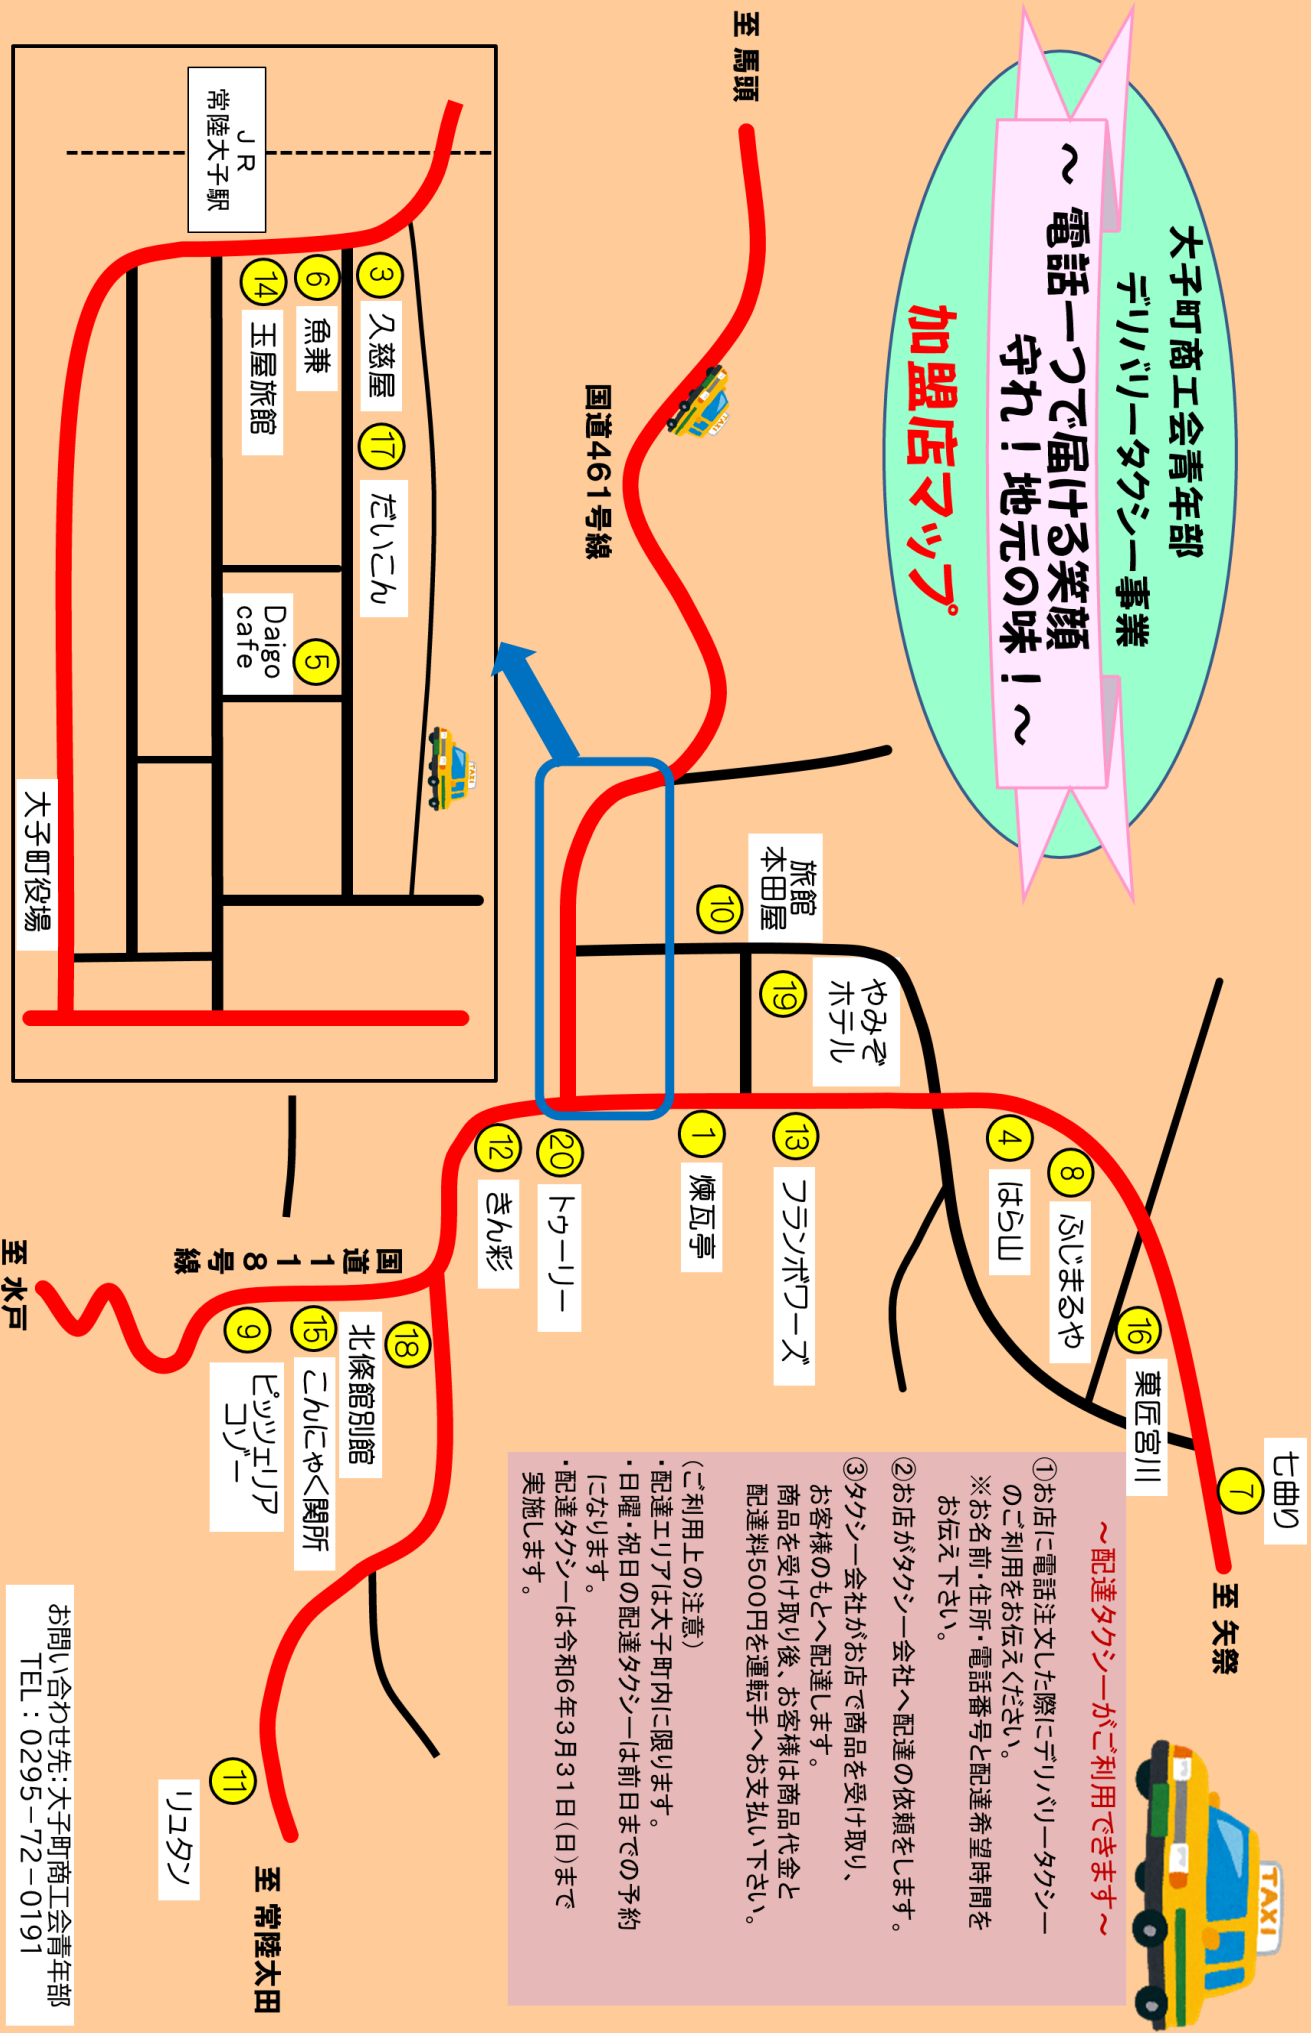 大子町商工会青年部
デリバリータクシー事業
～ 電話一つで届ける笑顔
守れ！地元の味！～
加盟店マップ
至 馬頭
国道461号線
旅館
本田屋
10
やみぞ
ホテル
19
七曲り
7
至 矢祭
16
菓匠宮川
8
ふじまるや
4
はら山
13
フランボワーズ
1
煉瓦亭
20
トゥーリー
12
きん彩
18
北條館別館
15
こんにゃく関所
9
ピッツェリア
コゾー
国道118号線
至 水戸
11
リュタン
至 常陸太田
JR
常陸大子駅
3
久慈屋
17
だいこん
6
魚兼
14
玉屋旅館
5
Daigo
cafe
大子町役場
TAXI
TAXI
TAXI
～配達タクシーがご利用できます～
①お店に電話注文した際にデリバリータクシー
のご利用をお伝えください。
※お名前・住所・電話番号と配達希望時間を
お伝え下さい。
②お店がタクシー会社へ配達の依頼をします。
③タクシー会社がお店で商品を受け取り、
お客様のもとへ配達します。
商品を受け取り後、お客様は商品代金と
配達料500円を運転手へお支払い下さい。
（ご利用上の注意）
・配達エリアは大子町内に限ります。
・日曜・祝日の配達タクシーは前日までの予約
になります。
・配達タクシーは令和6年3月31日（日）まで
実施します。
お問い合わせ先：大子町商工会青年部
TEL：0295－72－0191